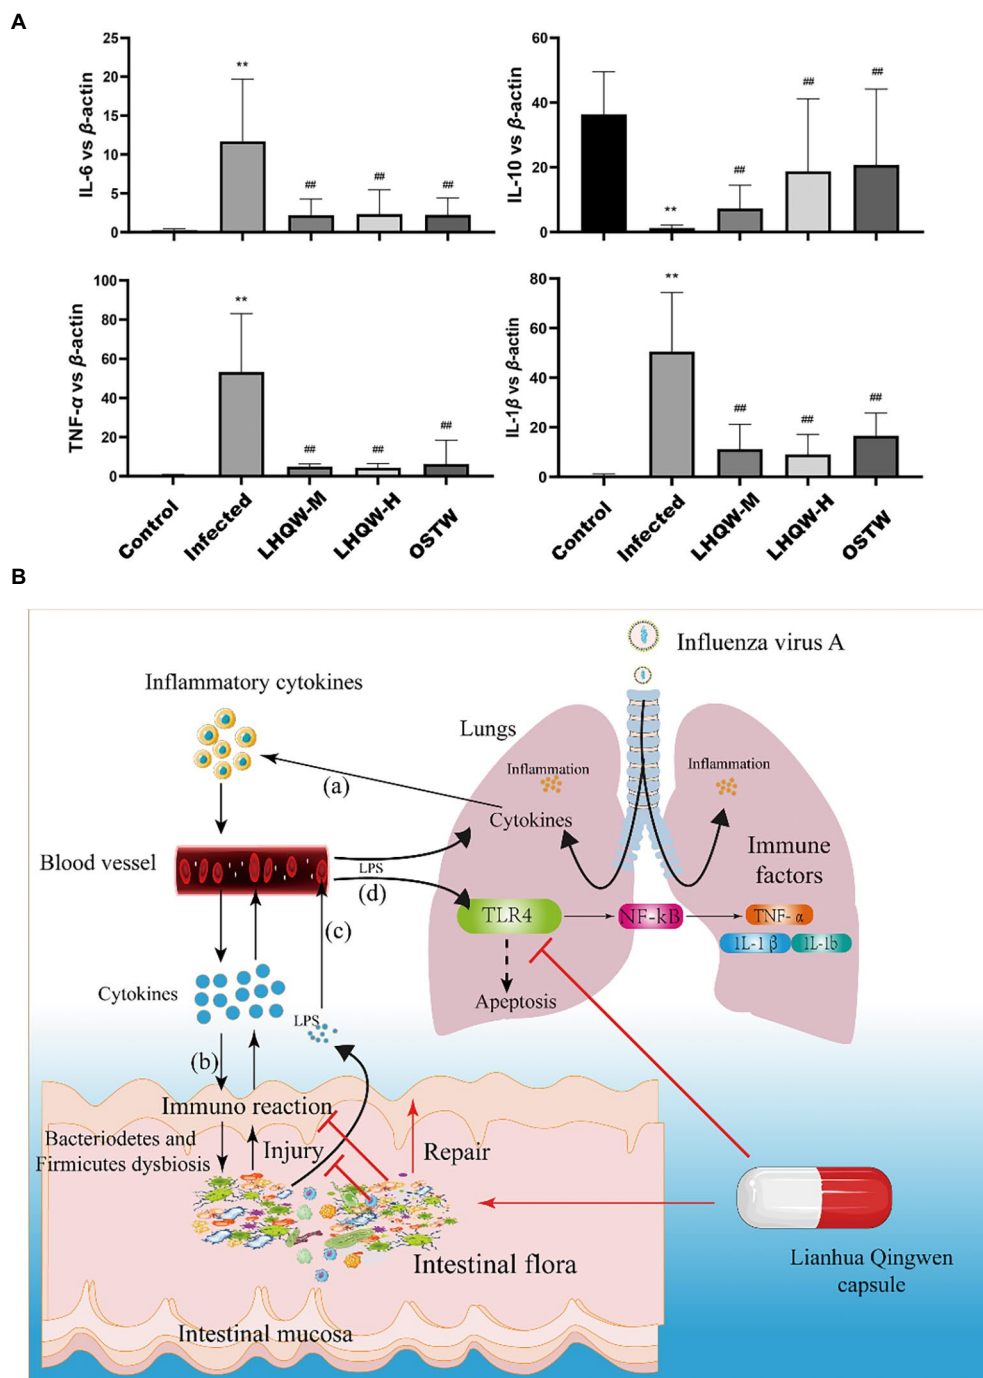 A
IL-6 vs β-actin
25
20
15
10
5
0
**
##
##
##
IL-10 vs β-actin
60
40
20
0
**
##
##
##
TNF-α vs β-actin
100
80
60
40
20
0
**
##
##
##
Control
Infected
LHQW-M
LHQW-H
OSTW
IL-1β vs β-actin
80
60
40
20
0
**
##
##
##
Control
Infected
LHQW-M
LHQW-H
OSTW
B
Influenza virus A
Inflammatory cytokines
Lungs
Inflammation
Inflammation
(a)
Cytokines
Blood vessel
LPS
(d)
Immune
factors
TLR4
NF-kB
TNF- α
1L-1 β
1L-1b
(c)
Cytokines
Apeptosis
LPS
(b)
Immuno reaction
Bacteriodetes and
Firmicutes dysbiosis
Injury
Repair
Intestinal flora
Lianhua Qingwen
capsule
Intestinal mucosa